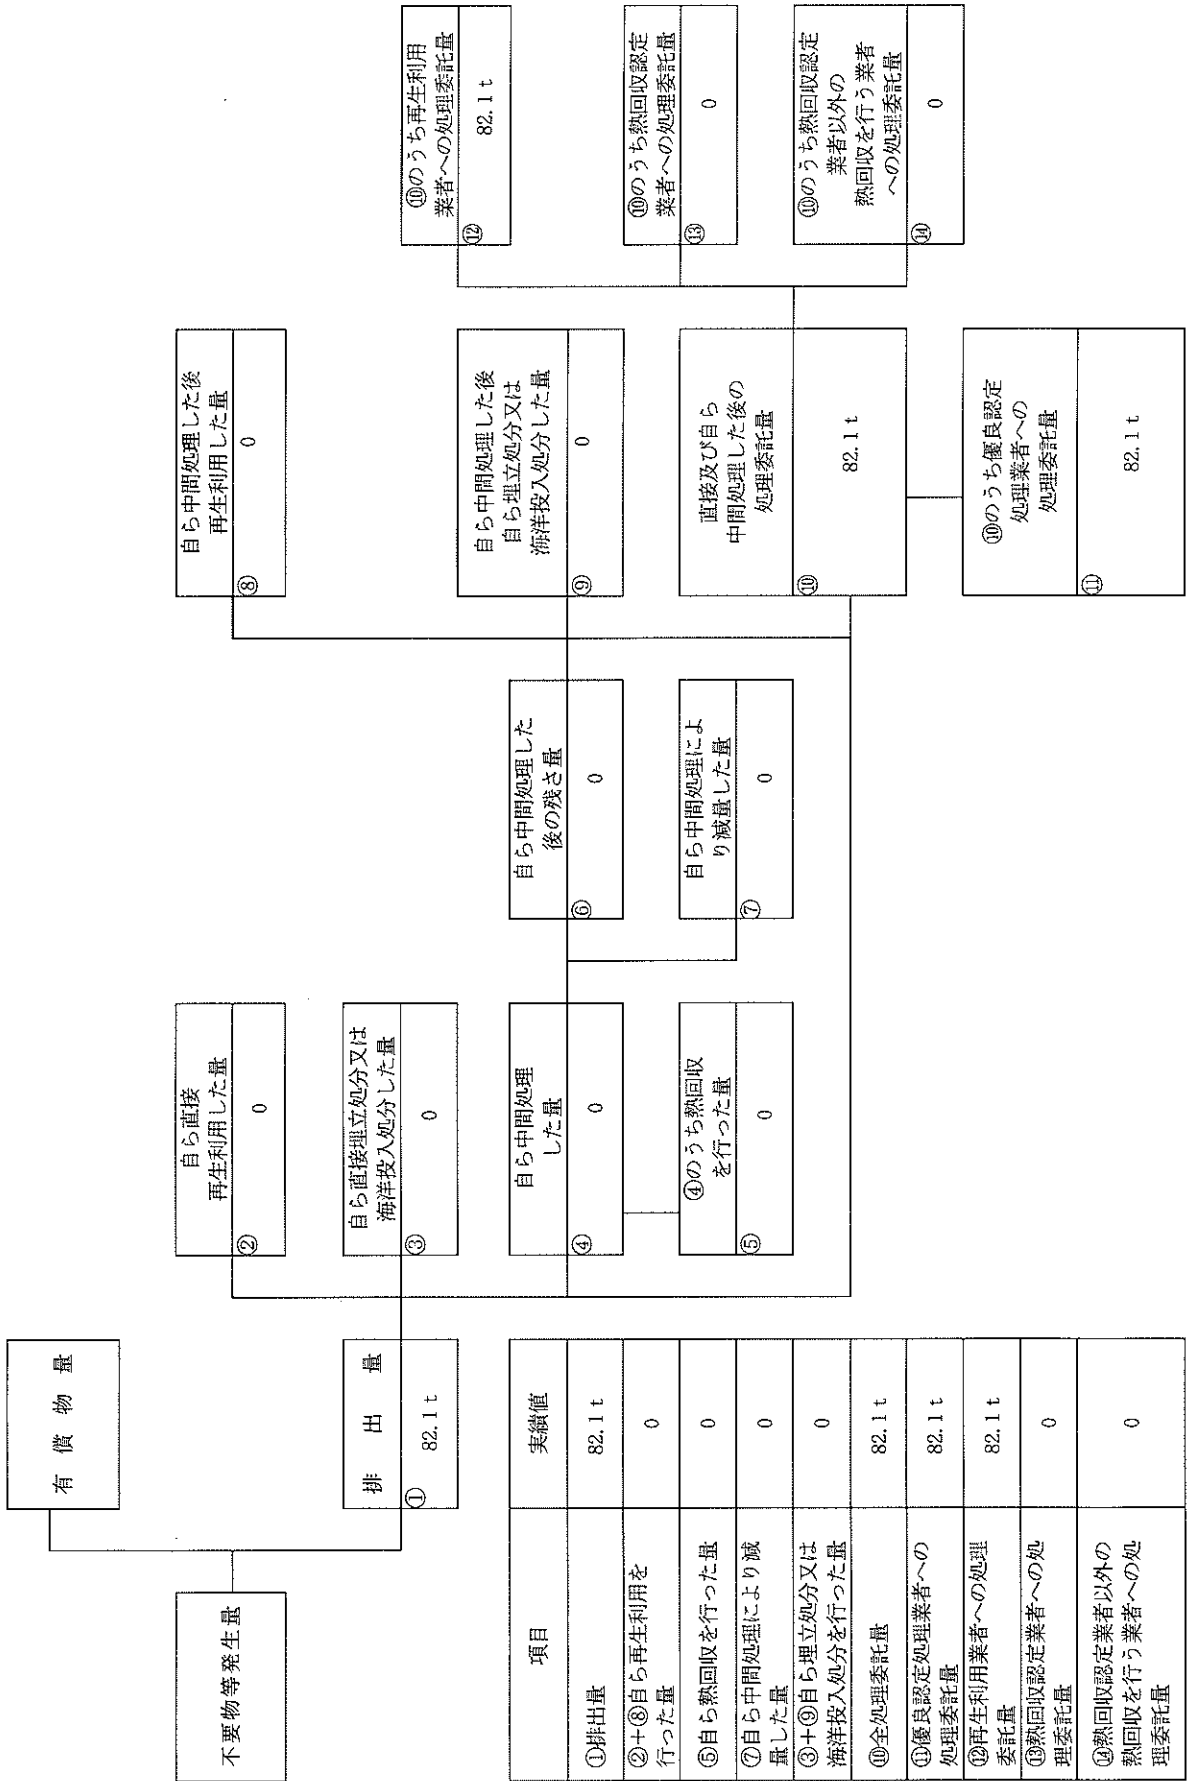 不要物等発生量
有償物量
排出量
① 82.1 t
自ら直接
再生利用した量
② 0
自ら直接埋立処分又は
海洋投入処分した量
③ 0
自ら中間処理
した量
④ 0
④のうち熱回収
を行った量
⑤ 0
自ら中間処理した
後の残さ量
⑥ 0
自ら中間処理によ
り減量した量
⑦ 0
自ら中間処理した後
再生利用した量
⑧ 0
自ら中間処理した後
自ら埋立処分又は
海洋投入処分した量
⑨ 0
直接及び自ら
中間処理した後の
処理委託量
⑩ 82.1 t
⑩のうち優良認定
処理業者への
処理委託量
⑪ 82.1 t
⑩のうち再生利用
業者への処理委託量
⑫ 82.1 t
⑩のうち熱回収認定
業者への処理委託量
⑬ 0
⑩のうち熱回収認定
業者以外の
熱回収を行う業者
への処理委託量
⑭ 0
項目 実績値
①排出量 82.1 t
②+⑧自ら再生利用を
行った量 0
⑤自ら熱回収を行った量 0
⑦自ら中間処理により減
量した量 0
③+⑨自ら埋立処分又は
海洋投入処分を行った量 0
⑩全処理委託量 82.1 t
⑪優良認定処理業者への
処理委託量 82.1 t
⑫再生利用業者への処理
委託量 82.1 t
⑬熱回収認定業者への処
理委託量 0
⑭熱回収認定業者以外の
熱回収を行う業者への処
理委託量 0